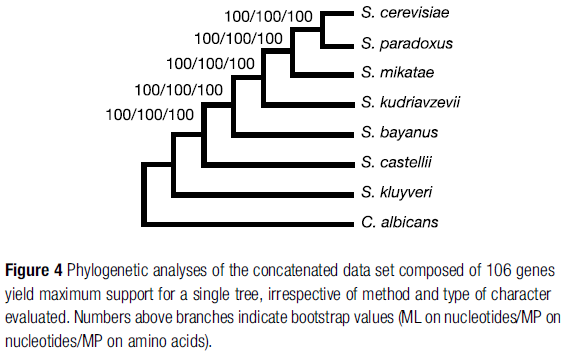 100/100/100
S. cerevisiae
100/100/100
S. paradoxus
100/100/100
S. mikatae
100/100/100
S. kudriavzevii
100/100/100
S. bayanus
S. castellii
S. kluyveri
C. albicans
Figure 4 Phylogenetic analyses of the concatenated data set composed of 106 genes
yield maximum support for a single tree, irrespective of method and type of character
evaluated. Numbers above branches indicate bootstrap values (ML on nucleotides/MP on
nucleotides/MP on amino acids).